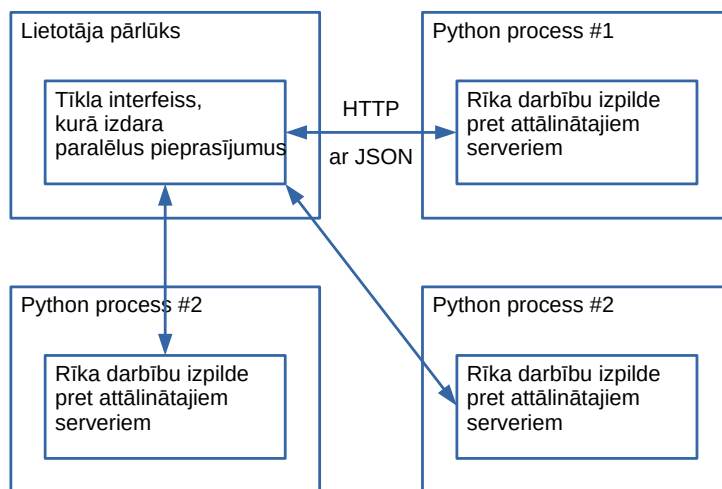 Lietotāja pārlūks
Tīkla interfeiss,
kurā izdara
paralēlus pieprasījumus
HTTP
ar JSON
Python process #1
Rīka darbību izpilde
pret attālinātajiem
serveriem
Python process #2
Rīka darbību izpilde
pret attālinātajiem
serveriem
Python process #2
Rīka darbību izpilde
pret attālinātajiem
serveriem